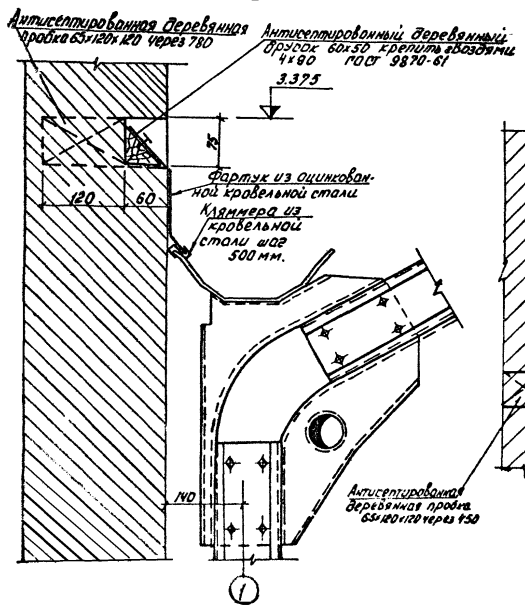 Антисептированная деревянная
пробка 65х120х120 через 780
Антисептированный деревянный
брусок 60х50 крепить гвоздями
4х80 гост 9870-61
3.375
75
120 60
Фартук из оцинкован-
ной кровельной стали
Кляммера из
кровельной
стали шаг
500 мм.
140
Антисептированная
деревянная пробка
65х120х120 через 450
1